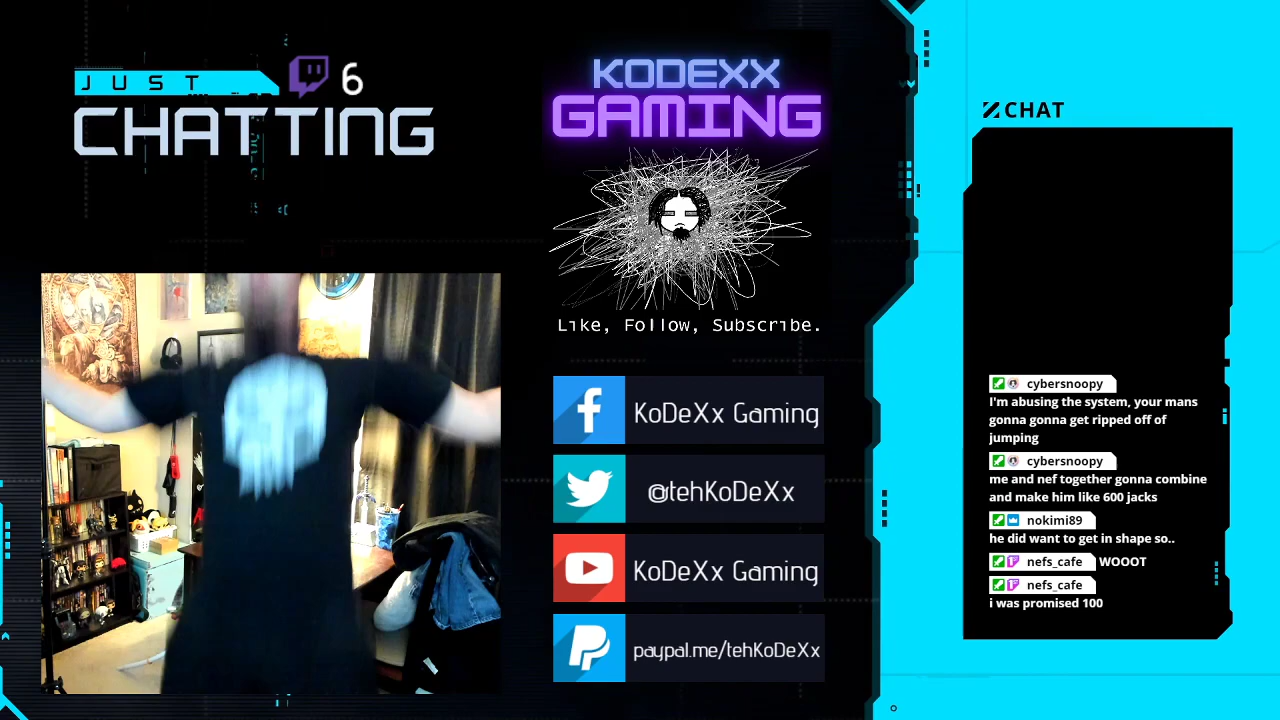 JUST
6
CHATTING
KODEXX
GAMING
Like, Follow, Subscribe.
KoDeXx Gaming
@tehKoDeXx
KoDeXx Gaming
paypal.me/tehKoDeXx
CHAT
cybersnoopy
I'm abusing the system, your mans
gonna gonna get ripped off of
jumping
cybersnoopy
me and nef together gonna combine
and make him like 600 jacks
nokimi89
he did want to get in shape so..
nefs_cafe WOOOT
nefs_cafe
i was promised 100